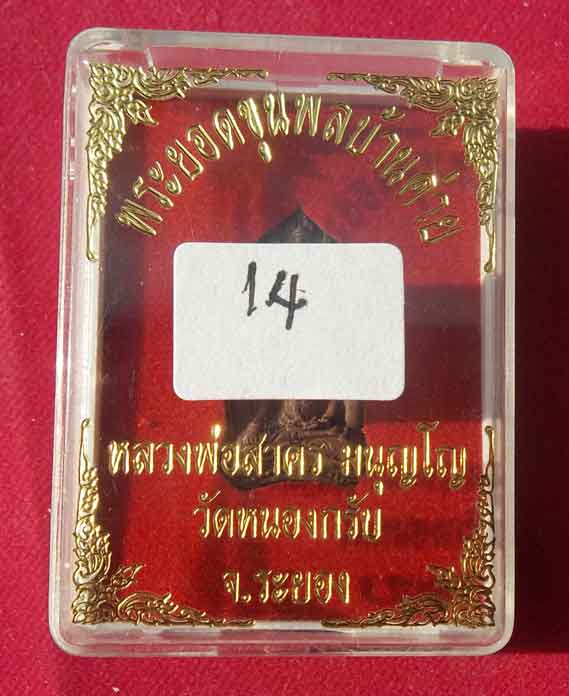 พระยอดขุนพลบ้านค่าย
14
หลวงพ่อสาคร มนุญโญ
วัดหนองกรับ
จ.ระยอง